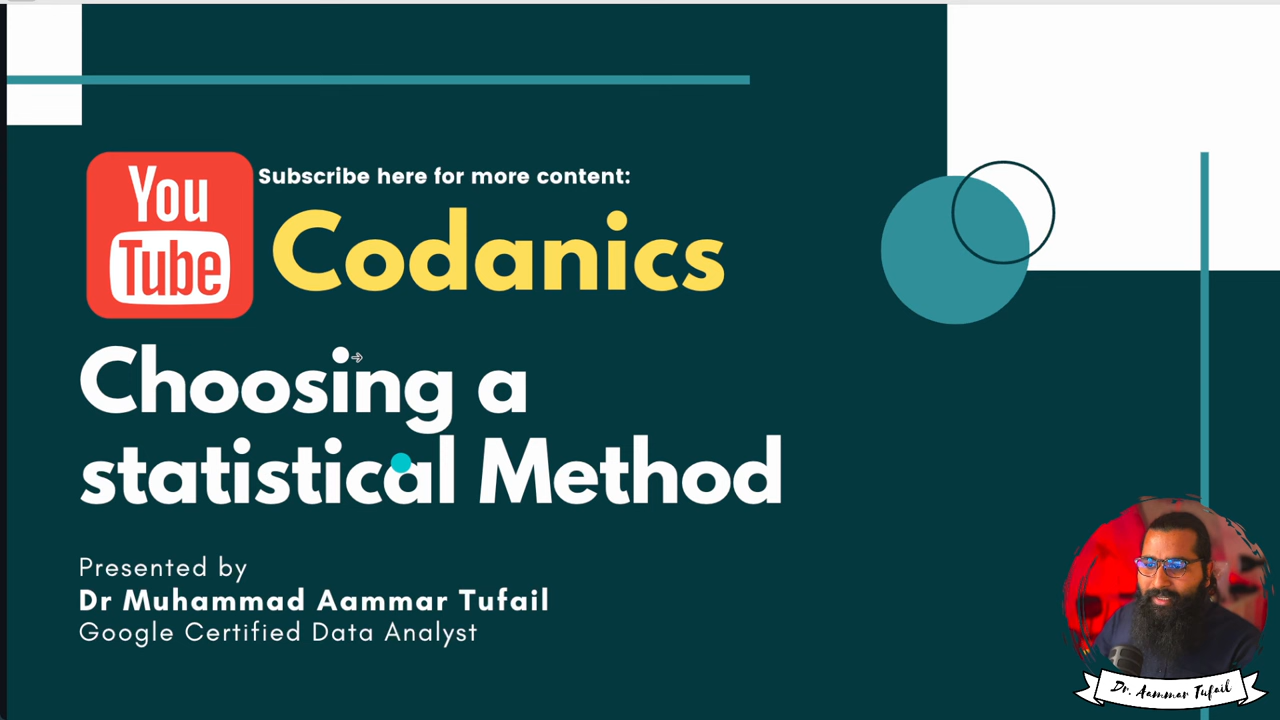 You
Tube
Subscribe here for more content:
Codanics
Choosing a
statistical Method
Presented by
Dr Muhammad Aammar Tufail
Google Certified Data Analyst
Dr. Aammar Tufail